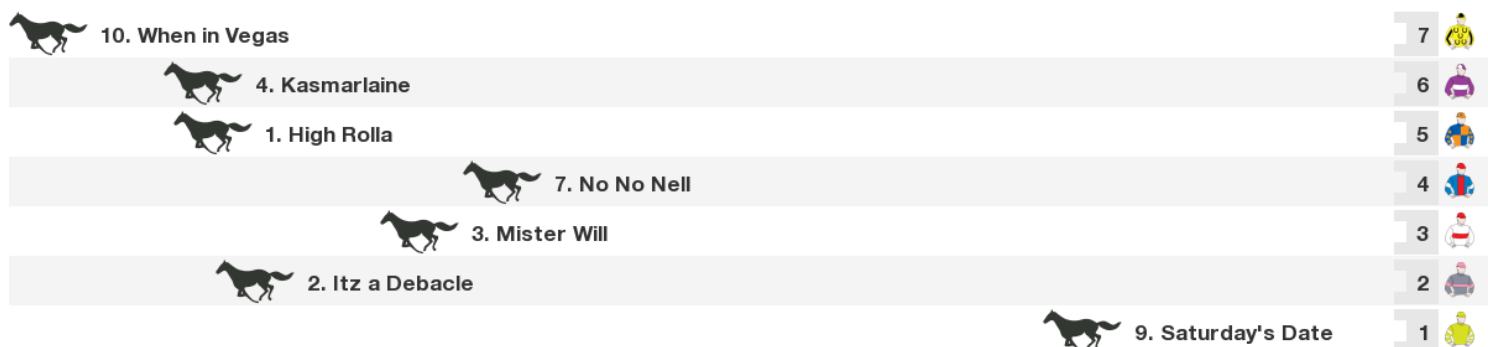 10. When in Vegas 7
4. Kasmarlaine 6
1. High Rolla 5
7. No No Nell 4
3. Mister Will 3
2. Itz a Debacle 2
9. Saturday's Date 1